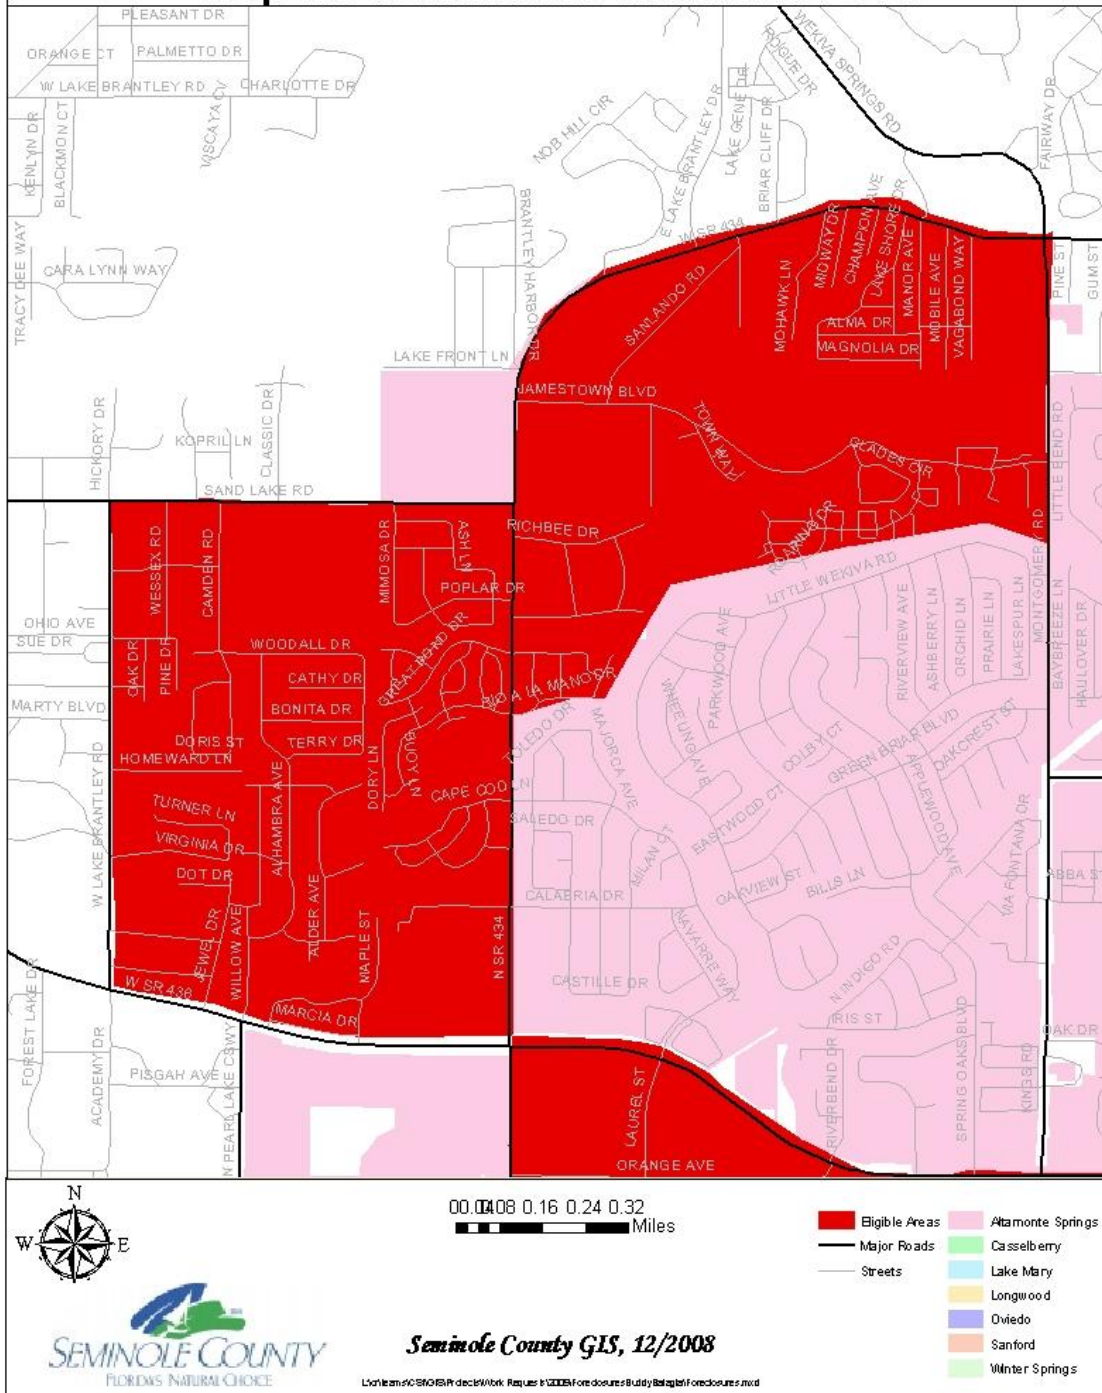 PLEASANT DR
ORANGE CT
PALMETTO DR
W LAKE BRANTLEY RD
CHARLOTTE DR
KENLYN DR
BLACKMON CT
VISCAYA CV
NOB HILL CIR
E LAKE BRANTLEY DR
LAKE GENE DR
BRIAR CLIFF DR
ROGUE DR
WEKIVA SPRINGS RD
FAIRWAY DR
TRACY DEE WAY
CARA LYNN WAY
BRANTLEY HARBOR DR
W SR 434
SANLANDO RD
MOHAWK LN
MIDWAY DR
CHAMPION AVE
LAKE SHORE DR
MANOR AVE
MOBILE AVE
VAGABOND WAY
PINE ST
GUM ST
ALMA DR
MAGNOLIA DR
LAKE FRONT LN
JAMESTOWN BLVD
TOWN WAY
GLADES CIR
LITTLE BEND RD
HICKORY DR
KOPRIL LN
CLASSIC DR
SAND LAKE RD
RICHBEE DR
ROARING DR
WESSEX RD
CAMDEN RD
MIMOSA DR
ASH LN
POPLAR DR
LITTLE WEKIVA RD
MONTGOMERY RD
OHIO AVE
SUE DR
OAK DR
PINE DR
WOODALL DR
CATHY DR
BONITA DR
GREAT POND DR
RIO A LA MANO DR
PARKWOOD AVE
RIVERVIEW AVE
ASHBERRY LN
ORCHID LN
PRAIRIE LN
LAKESPUR LN
BAYBREEZE LN
HAULOVER DR
MARTY BLVD
DORIS ST
TERRY DR
HOMEWARD LN
DORY LN
BUOY LN
CAPE COD LN
TOLEDO DR
MAJORCA AVE
WHEELING AVE
COLBY CT
GREEN BRIAR BLVD
OAKCREST ST
APPLEWOOD AVE
EASTWOOD CT
W LAKE BRANTLEY RD
TURNER LN
VIRGINIA DR
DOT DR
ALHAMBRA AVE
ALDER AVE
SALEDO DR
MILAN CT
CALABRIA DR
OAKVIEW ST
BILLS LN
VIA FONTANA DR
ABBA ST
JEWEL DR
WILLOW AVE
MAPLE ST
N SR 434
NAVARRE WAY
CASTILLE DR
N INDIGO RD
IRIS ST
W SR 436
MARCIA DR
FOREST LAKE DR
ACADEMY DR
PISGAH AVE
N PEARL LAKE CSWY
LAUREL ST
ORANGE AVE
RIVERBEND DR
SPRING OAKS BLVD
KINGS RD
OAK DR
N
W
E
0.16 0.24 0.32
Miles
Eligible Areas
Major Roads
Streets
Altamonte Springs
Casselberry
Lake Mary
Longwood
Oviedo
Sanford
Winter Springs
SEMINOLE COUNTY
FLORIDA'S NATURAL CHOICE
Seminole County GIS, 12/2008